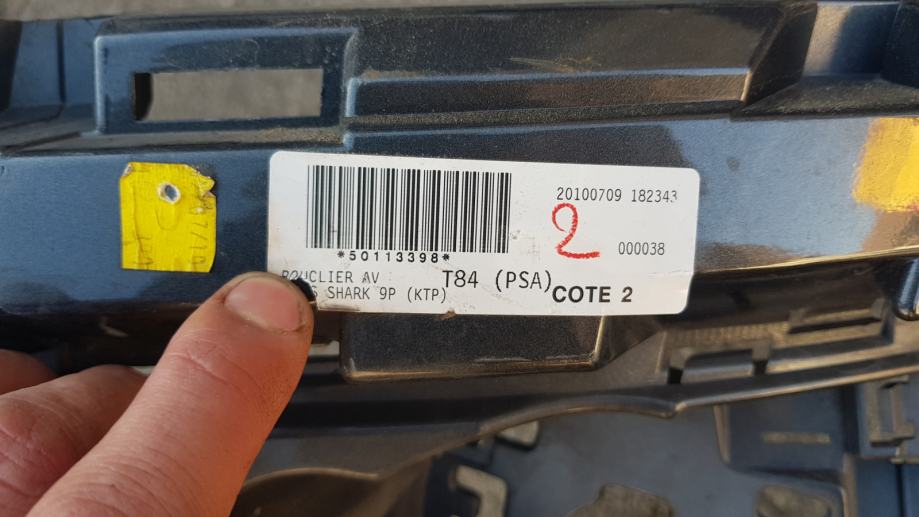 20100709 182343
2
000038
*50113398*
BOUCLIER AV
SHARK 9P (KTP)
T84 (PSA)
COTE 2